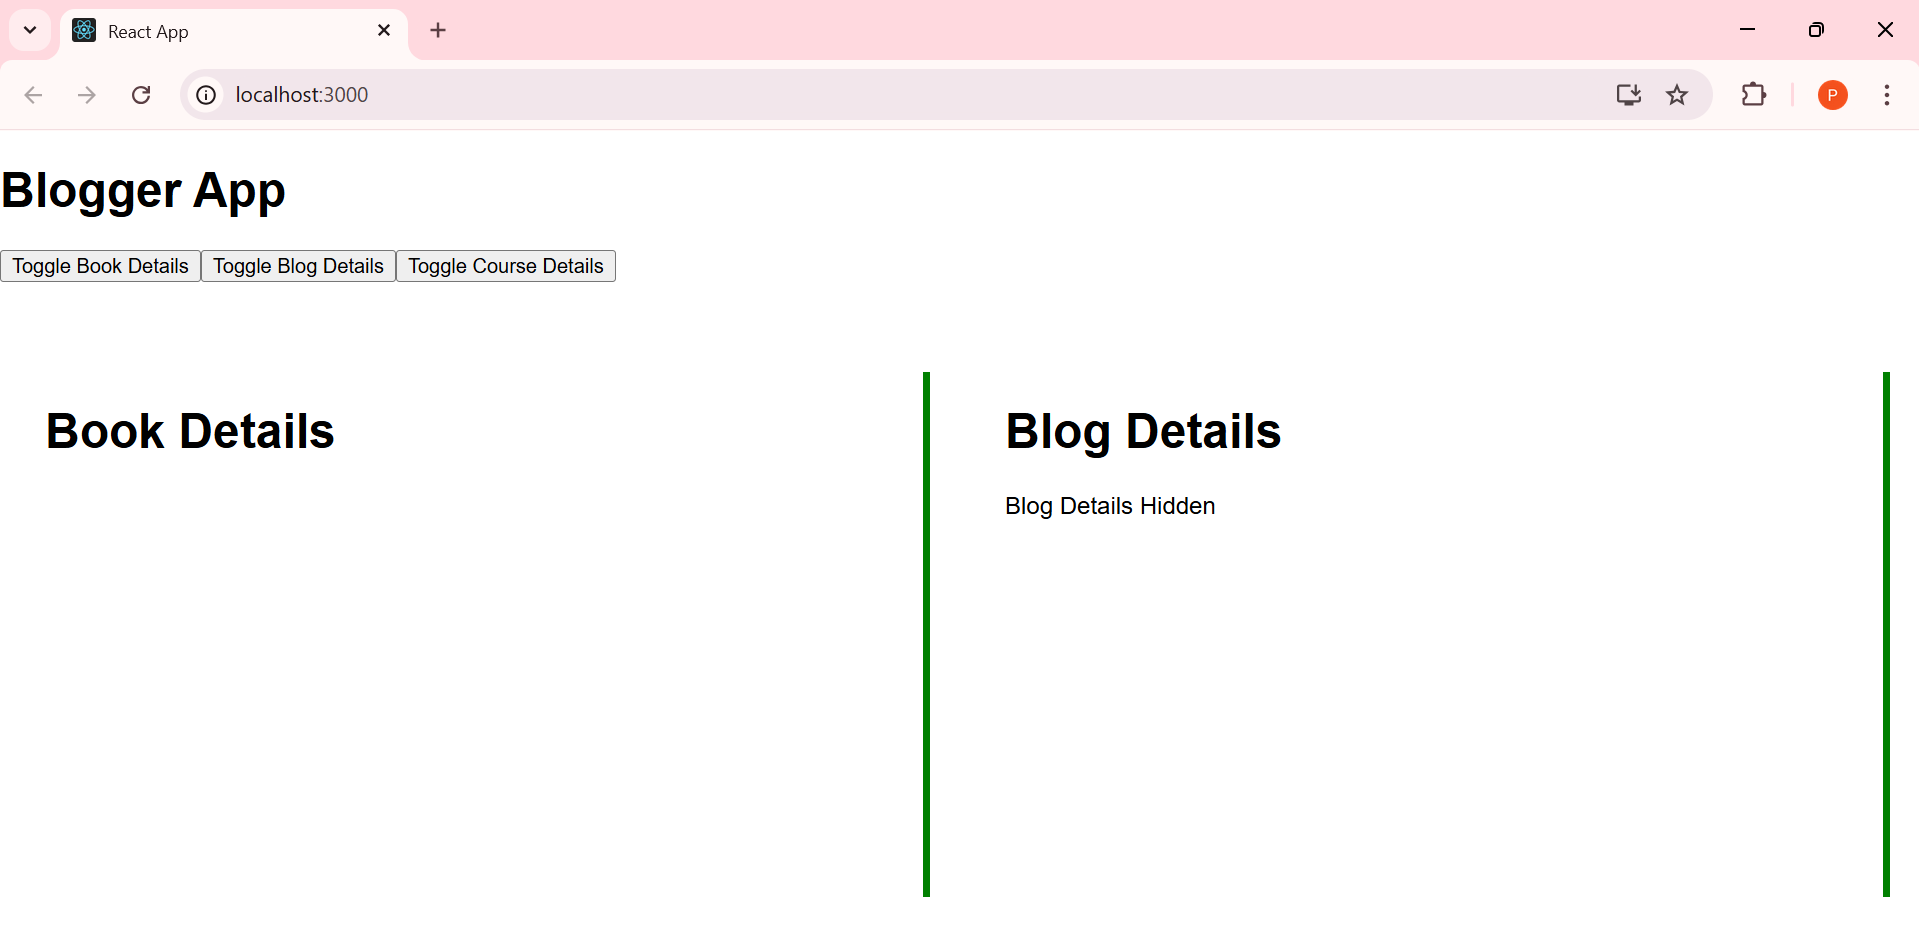 React App
localhost:3000
P
Blogger App
Toggle Book Details Toggle Blog Details Toggle Course Details
Book Details
Blog Details
Blog Details Hidden